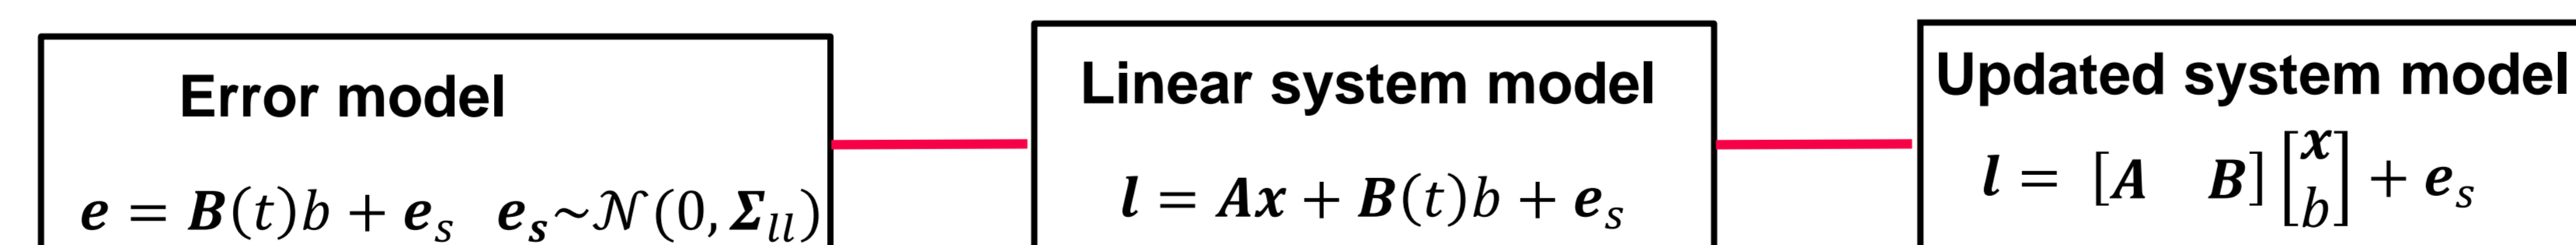 Error model
e = B(t)b + e_s  e_s~𝒩(0, Σ_ll)
Linear system model
l = Ax + B(t)b + e_s
Updated system model
l = [A B] [x b] + e_s